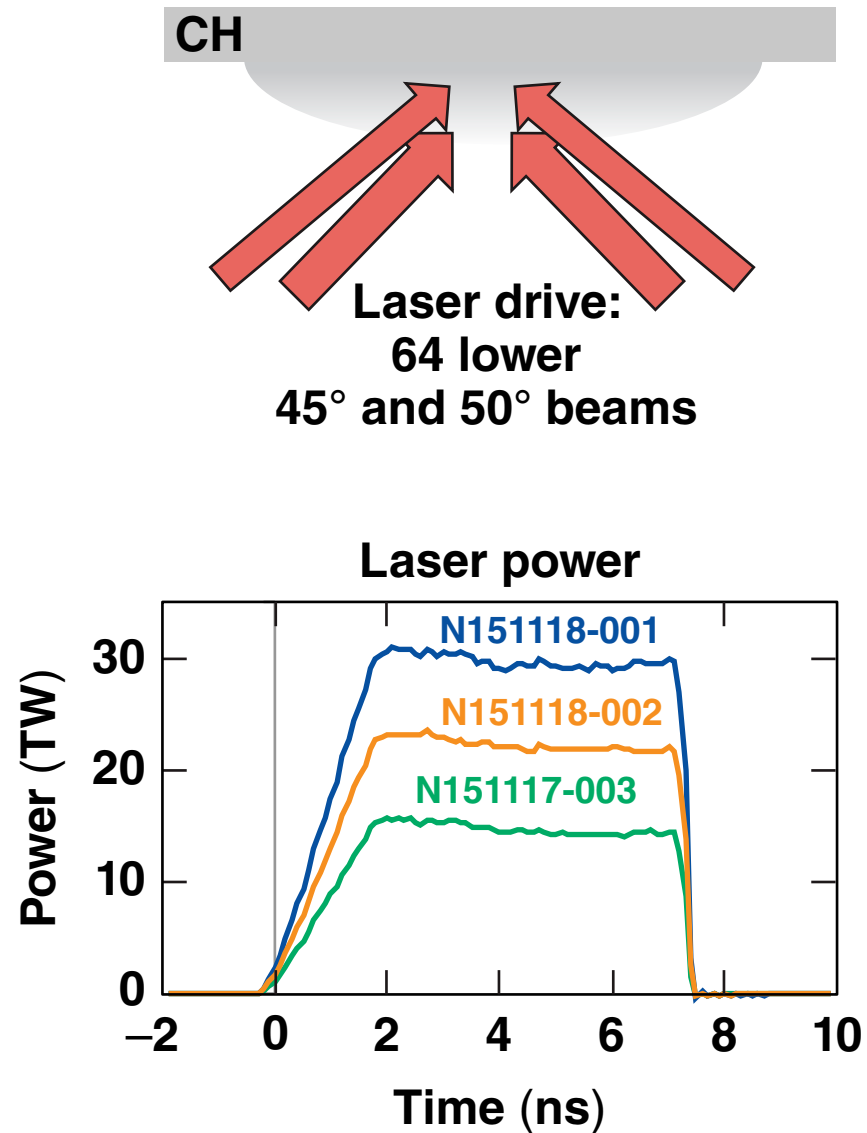 CH
Laser drive:
64 lower
45° and 50° beams
Laser power
N151118-001
N151118-002
N151117-003
30
20
10
0
Power (TW)
–2 0 2 4 6 8 10
Time (ns)